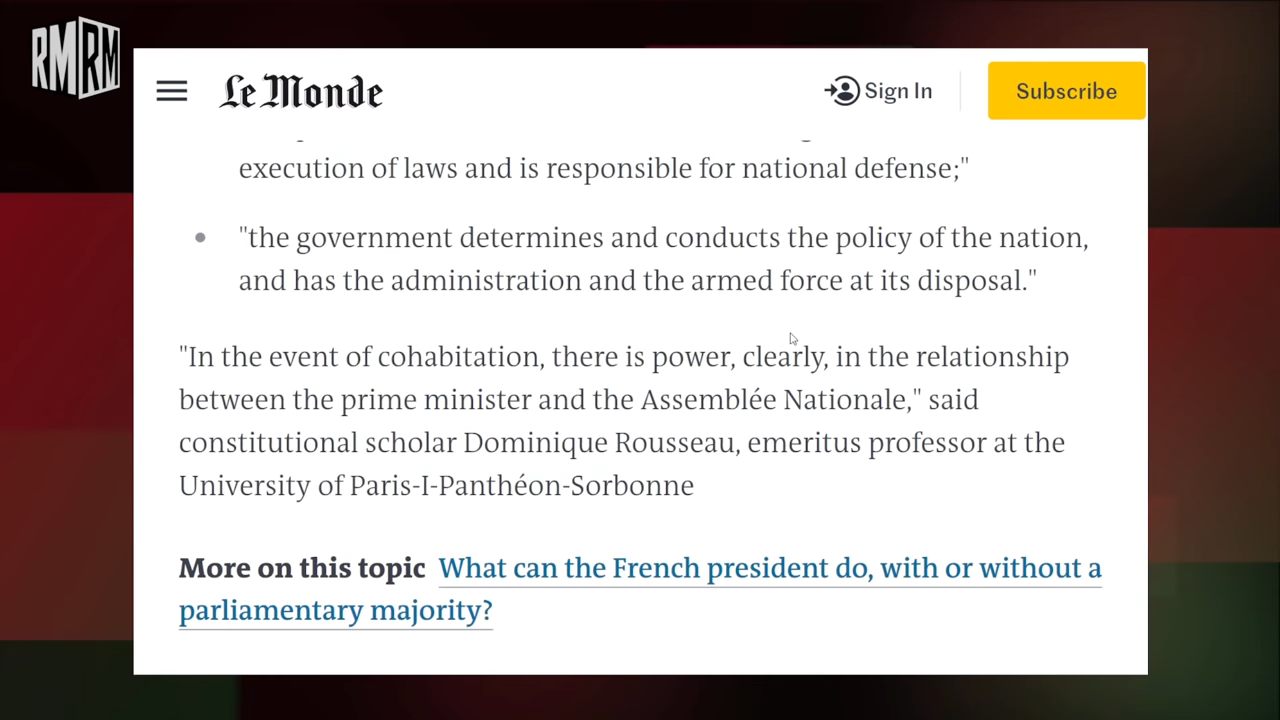 RMRM
Le Monde
Sign In
Subscribe
execution of laws and is responsible for national defense;"
• "the government determines and conducts the policy of the nation,
and has the administration and the armed force at its disposal."
"In the event of cohabitation, there is power, clearly, in the relationship
between the prime minister and the Assemblée Nationale," said
constitutional scholar Dominique Rousseau, emeritus professor at the
University of Paris-I-Panthéon-Sorbonne
More on this topic What can the French president do, with or without a
parliamentary majority?